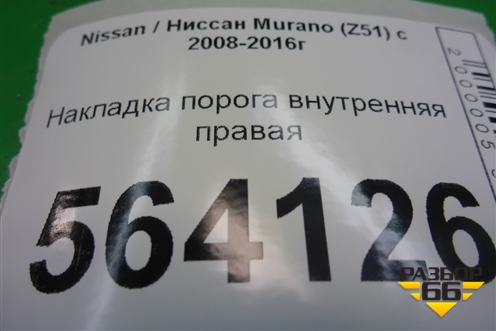 Nissan / Ниссан Murano (Z51) с
2008-2016г
Накладка порога внутренняя
правая
564126
РАЗБОР
66